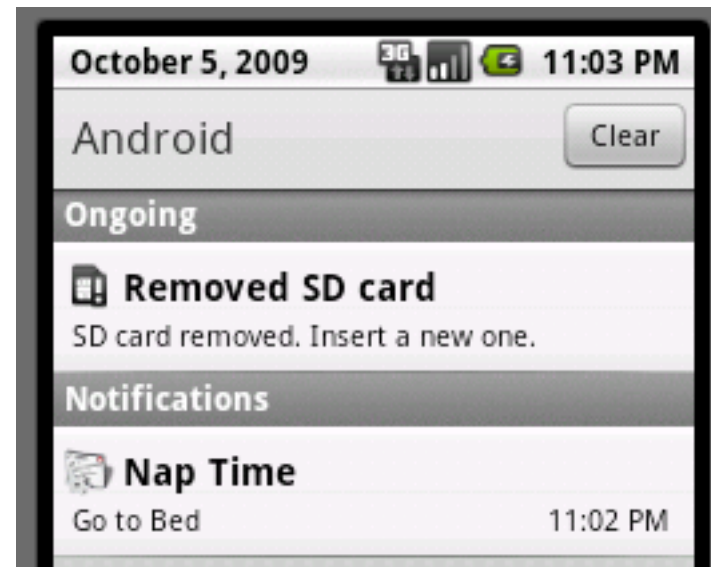 October 5, 2009 3G 11:03 PM
Android Clear
Ongoing
Removed SD card
SD card removed. Insert a new one.
Notifications
Nap Time
Go to Bed 11:02 PM